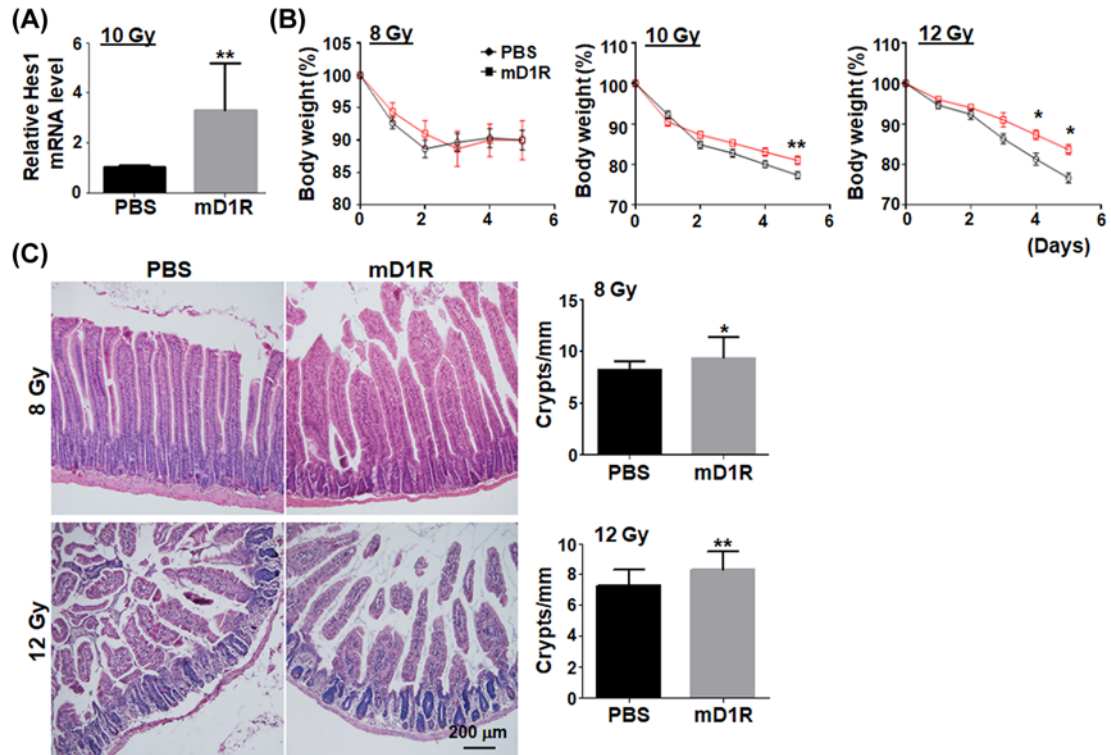 (A)
10 Gy
Relative Hes1
mRNA level
6
4
2
0
**
PBS
mD1R
(B)
8 Gy
PBS
mD1R
Body weight (%)
105
100
95
90
85
80
0 2 4 6
10 Gy
Body weight (%)
100
90
80
70
**
0 2 4 6
12 Gy
Body weight (%)
100
90
80
70
* *
0 2 4 6
(Days)
(C)
PBS mD1R
8 Gy
12 Gy
200 μm
8 Gy
Crypts/mm
15
10
5
0
*
PBS mD1R
12 Gy
Crypts/mm
10
8
6
4
2
0
**
PBS mD1R